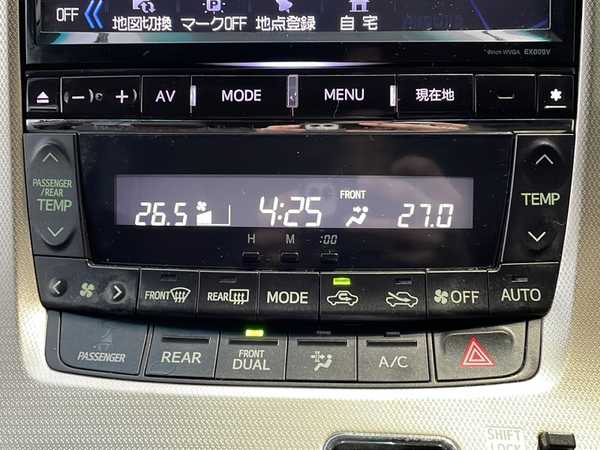 OFF 地図切換 マークOFF 地点登録 自宅
9inch WVGA EX009V
− + AV MODE MENU 現在地
PASSENGER
/REAR
TEMP
26.5 4:25 FRONT 27.0
TEMP
H M :00
FRONT REAR MODE OFF AUTO
PASSENGER REAR FRONT
DUAL A/C
SHIFT
LOCK